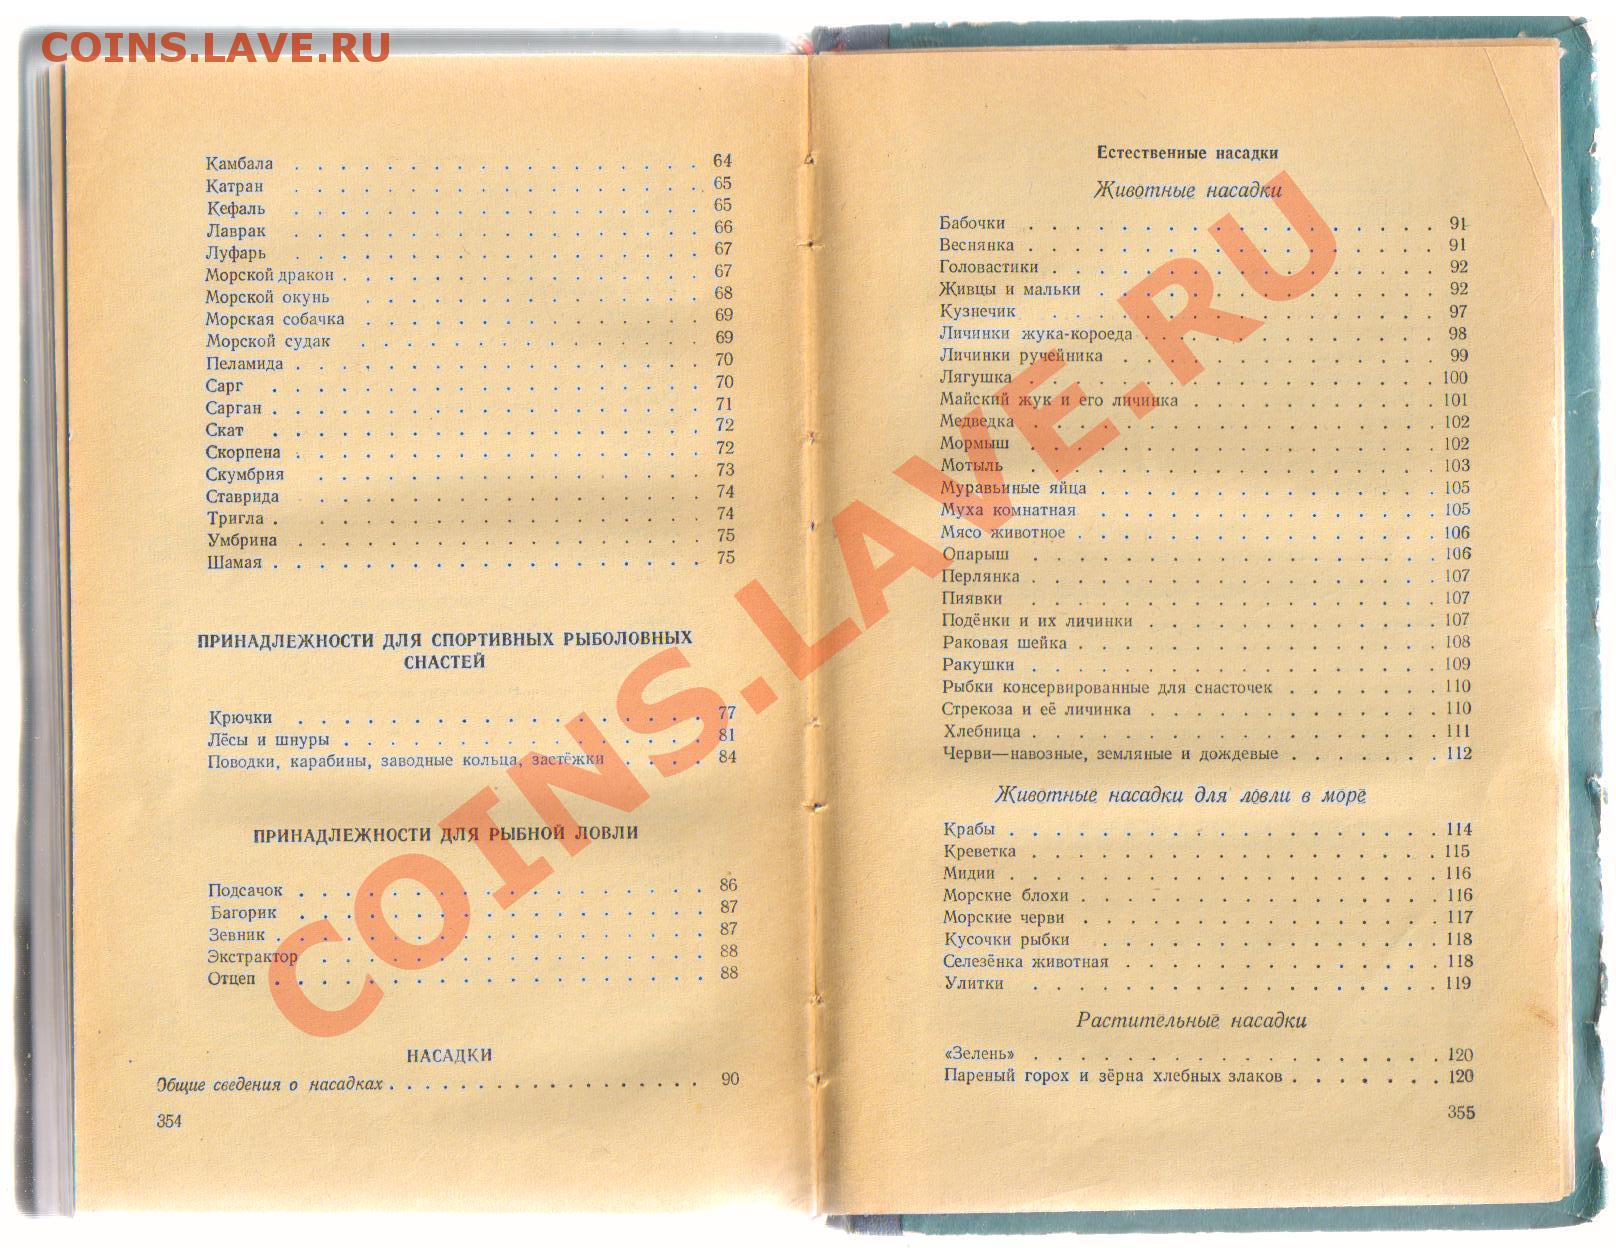 COINS.LAVE.RU
Камбала . . . . . . . . . . . . . . . . . . 64
Катран . . . . . . . . . . . . . . . . . . 65
Кефаль . . . . . . . . . . . . . . . . . . 65
Лаврак . . . . . . . . . . . . . . . . . . 66
Луфарь . . . . . . . . . . . . . . . . . . 67
Морской дракон . . . . . . . . . . . . . . . . 67
Морской окунь . . . . . . . . . . . . . . . 68
Морская собачка . . . . . . . . . . . . . . . 69
Морской судак . . . . . . . . . . . . . . . 69
Пеламида . . . . . . . . . . . . . . . . . . 70
Сарг . . . . . . . . . . . . . . . . . . . 70
Сарган . . . . . . . . . . . . . . . . . . . 71
Скат . . . . . . . . . . . . . . . . . . 72
Скорпена . . . . . . . . . . . . . . . . . . 72
Скумбрия . . . . . . . . . . . . . . . . . 73
Ставрида . . . . . . . . . . . . . . . . . 74
Тригла . . . . . . . . . . . . . . . . . . 74
Умбрина . . . . . . . . . . . . . . . . . . 75
Шамая . . . . . . . . . . . . . . . . . . . 75
ПРИНАДЛЕЖНОСТИ ДЛЯ СПОРТИВНЫХ РЫБОЛОВНЫХ
СНАСТЕЙ
Крючки . . . . . . . . . . . . . . . . . . 77
Лёсы и шнуры . . . . . . . . . . . . . . . . 81
Поводки, карабины, заводные кольца, застёжки . . . . 84
ПРИНАДЛЕЖНОСТИ ДЛЯ РЫБНОЙ ЛОВЛИ
Подсачок . . . . . . . . . . . . . . . . . . 86
Багорик . . . . . . . . . . . . . . . . . . 87
Зевник . . . . . . . . . . . . . . . . . . . 87
Экстрактор . . . . . . . . . . . . . . . . . 88
Отцеп . . . . . . . . . . . . . . . . . . . 88
НАСАДКИ
Общие сведения о насадках . . . . . . . . . . . . . . 90
354
Естественные насадки
Животные насадки
Бабочки . . . . . . . . . . . . . . . . . . 91
Веснянка . . . . . . . . . . . . . . . . . . 91
Головастики . . . . . . . . . . . . . . . . . 92
Живцы и мальки . . . . . . . . . . . . . . . 92
Кузнечик . . . . . . . . . . . . . . . . . 97
Личинки жука-короеда . . . . . . . . . . . . . 98
Личинки ручейника . . . . . . . . . . . . . . 99
Лягушка . . . . . . . . . . . . . . . . . . 100
Майский жук и его личинка . . . . . . . . . . . 101
Медведка . . . . . . . . . . . . . . . . . . 102
Мормыш . . . . . . . . . . . . . . . . . . 102
Мотыль . . . . . . . . . . . . . . . . . . 103
Муравьиные яйца . . . . . . . . . . . . . . . 105
Муха комнатная . . . . . . . . . . . . . . . 105
Мясо животное . . . . . . . . . . . . . . . . 106
Опарыш . . . . . . . . . . . . . . . . . . 106
Перлянка . . . . . . . . . . . . . . . . . . 107
Пиявки . . . . . . . . . . . . . . . . . . 107
Подёнки и их личинки . . . . . . . . . . . . . 107
Раковая шейка . . . . . . . . . . . . . . . . 108
Ракушки . . . . . . . . . . . . . . . . . . 109
Рыбки консервированные для снасточек . . . . . . . 110
Стрекоза и её личинка . . . . . . . . . . . . . 110
Хлебница . . . . . . . . . . . . . . . . . . 111
Черви—навозные, земляные и дождевые . . . . . . . 112
Животные насадки для ловли в море
Крабы . . . . . . . . . . . . . . . . . . . 114
Креветка . . . . . . . . . . . . . . . . . . 115
Мидии . . . . . . . . . . . . . . . . . . . 116
Морские блохи . . . . . . . . . . . . . . . . 116
Морские черви . . . . . . . . . . . . . . . . 117
Кусочки рыбки . . . . . . . . . . . . . . . 118
Селезёнка животная . . . . . . . . . . . . . . 118
Улитки . . . . . . . . . . . . . . . . . . 119
Растительные насадки
«Зелень» . . . . . . . . . . . . . . . . . . 120
Пареный горох и зёрна хлебных злаков . . . . . . . 120
355
COINS.LAVE.RU